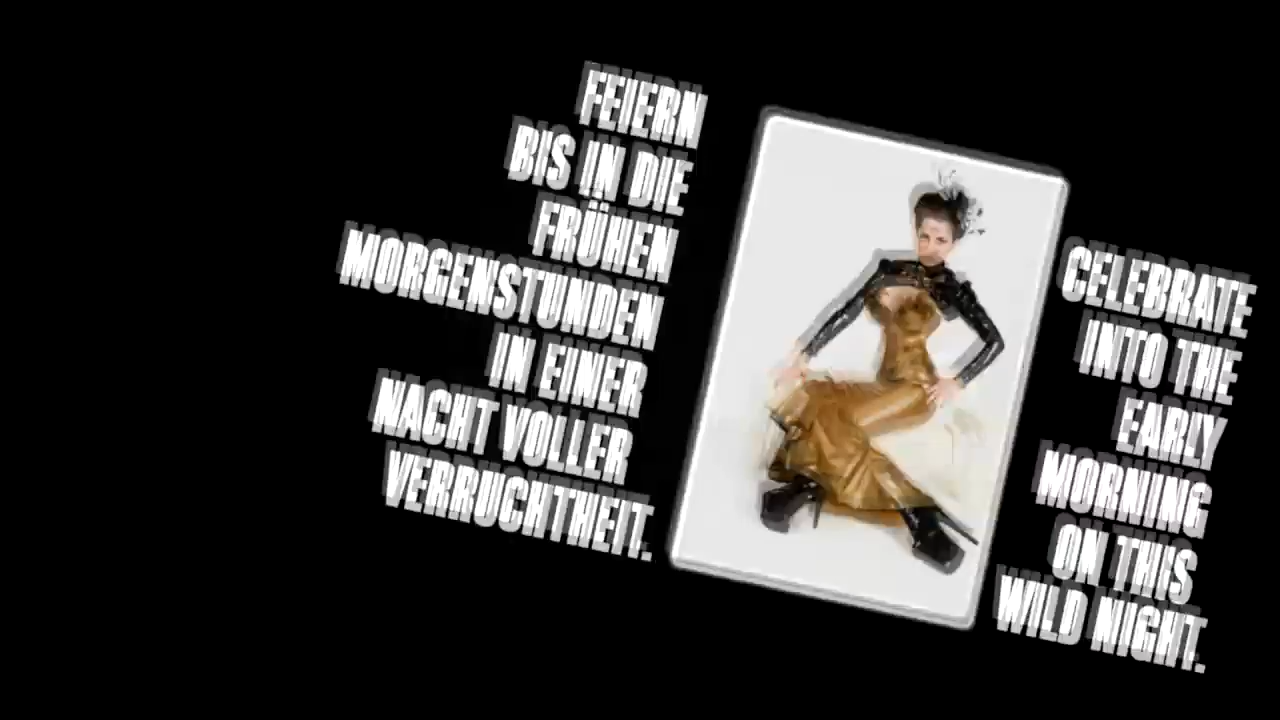 FEIERN
BIS IN DIE
FRÜHEN
MORGENSTUNDEN
IN EINER
NACHT VOLLER
VERRUCHTHEIT.
CELEBRATE
INTO THE
EARLY
MORNING
ON THIS
WILD NIGHT.